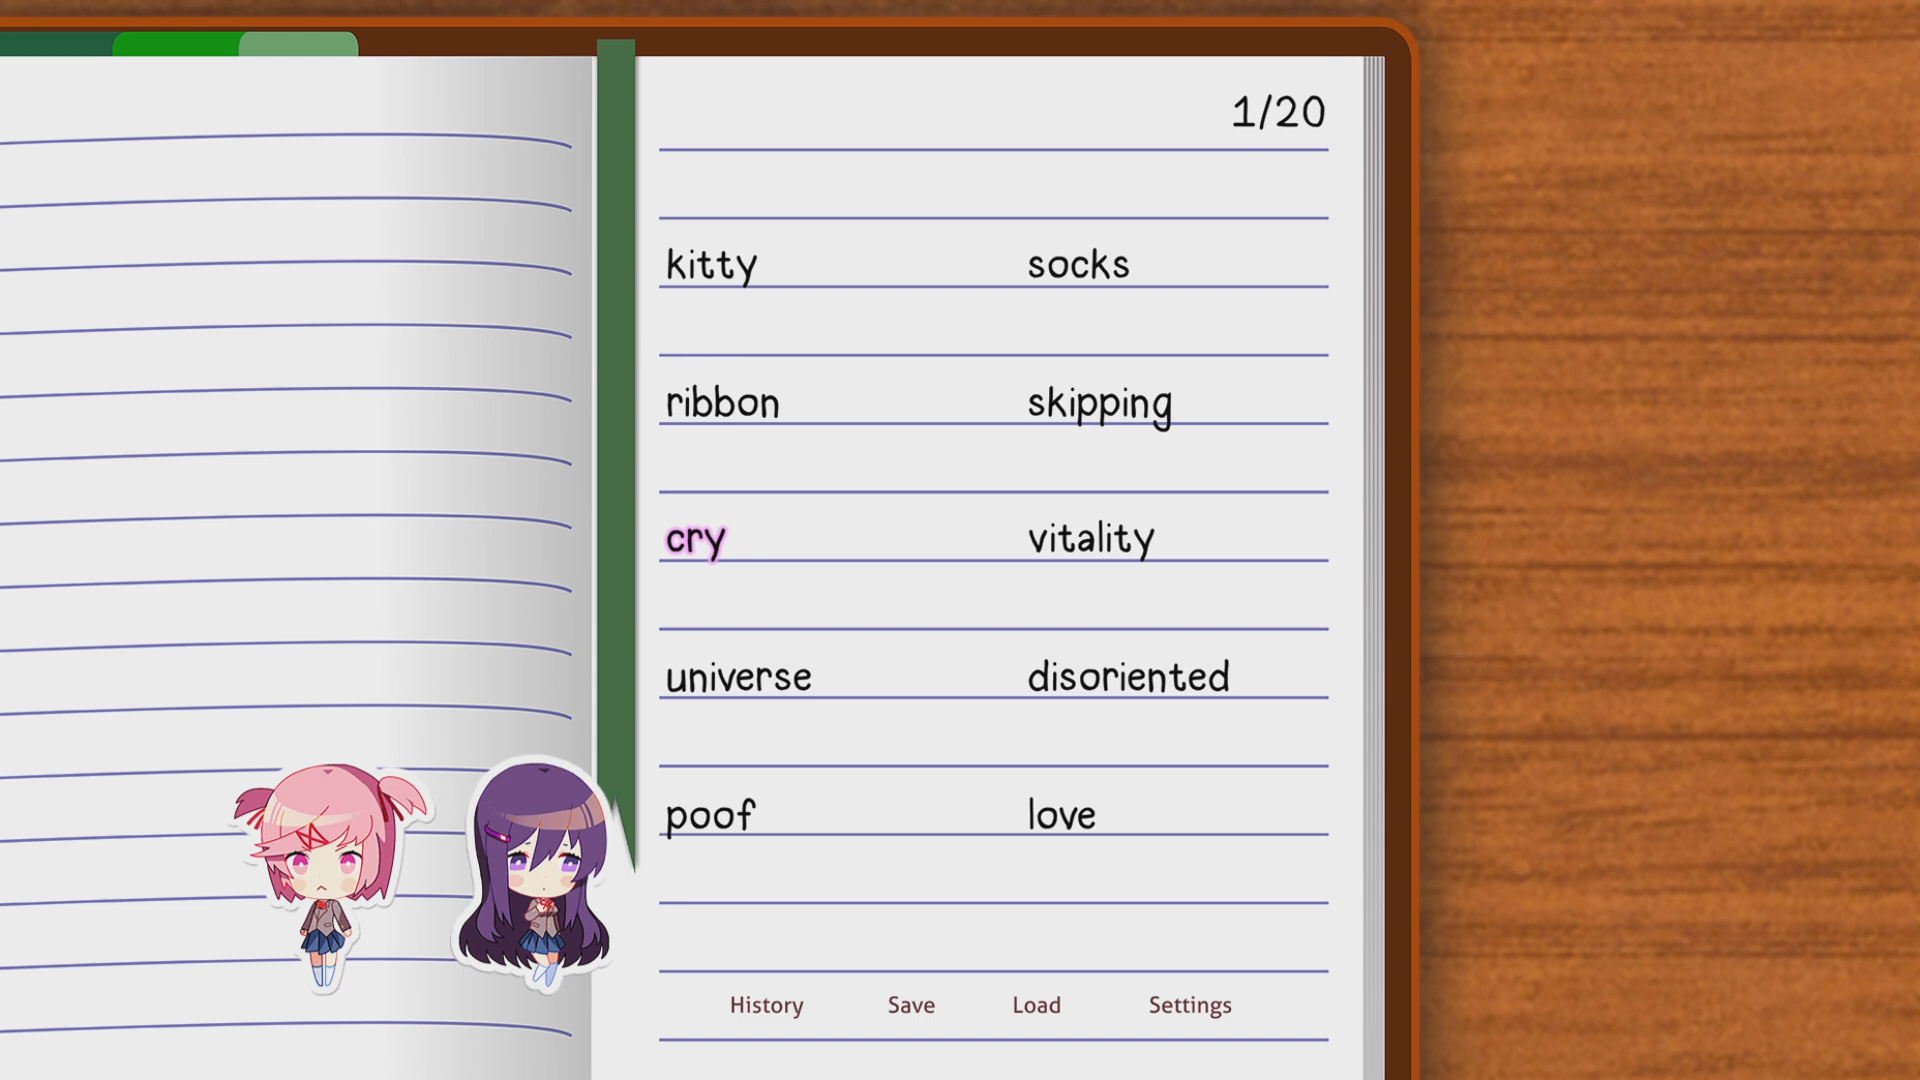 1/20
kitty socks
ribbon skipping
cry vitality
universe disoriented
poof love
History Save Load Settings